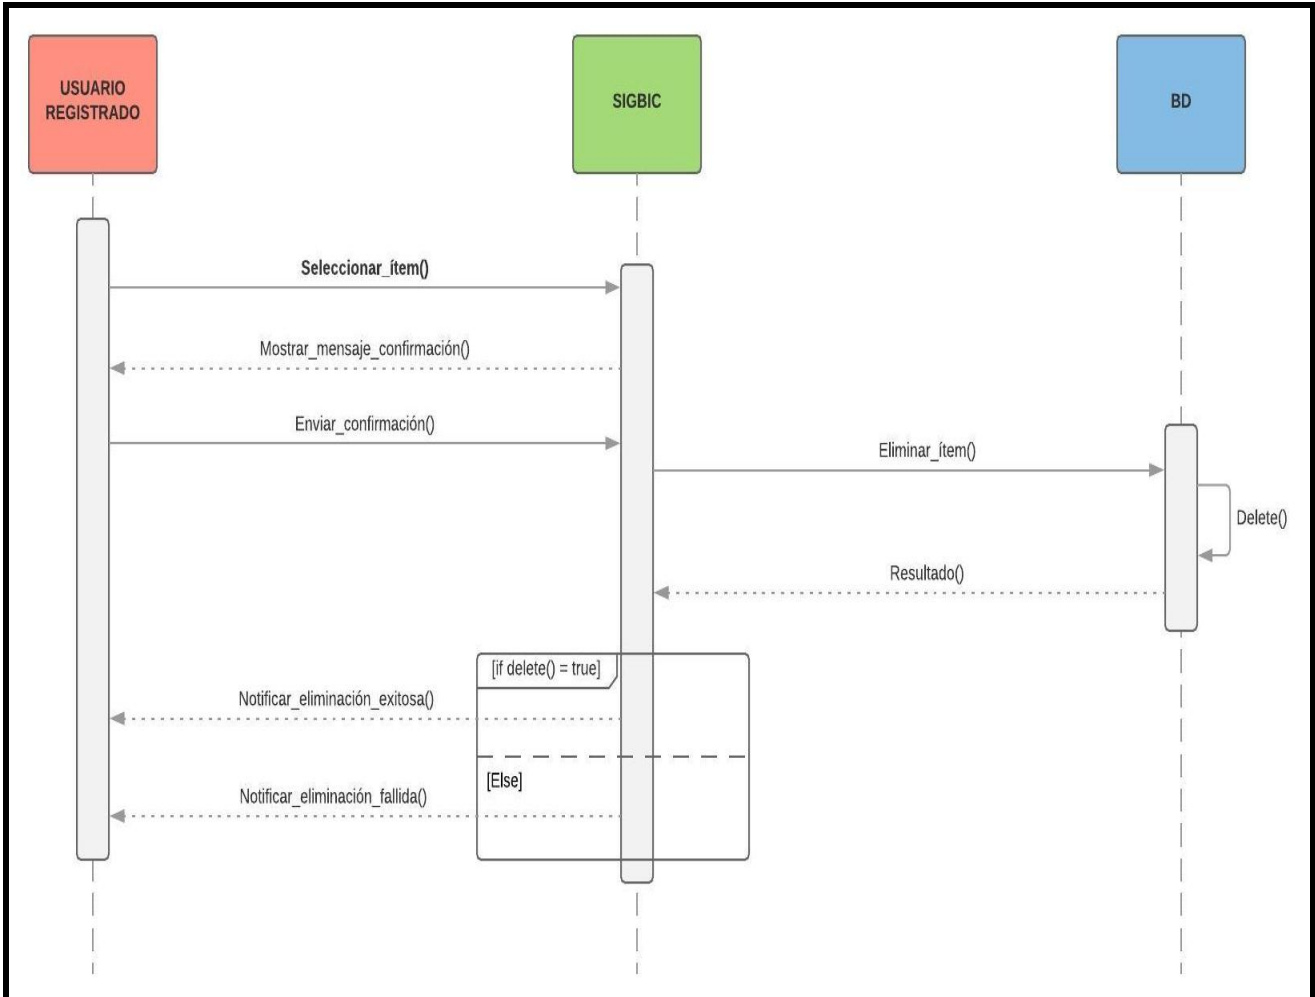 USUARIO
REGISTRADO
SIGBIC
BD
Seleccionar_ítem()
Mostrar_mensaje_confirmación()
Enviar_confirmación()
Eliminar_ítem()
Delete()
Resultado()
[if delete() = true]
Notificar_eliminación_exitosa()
[Else]
Notificar_eliminación_fallida()